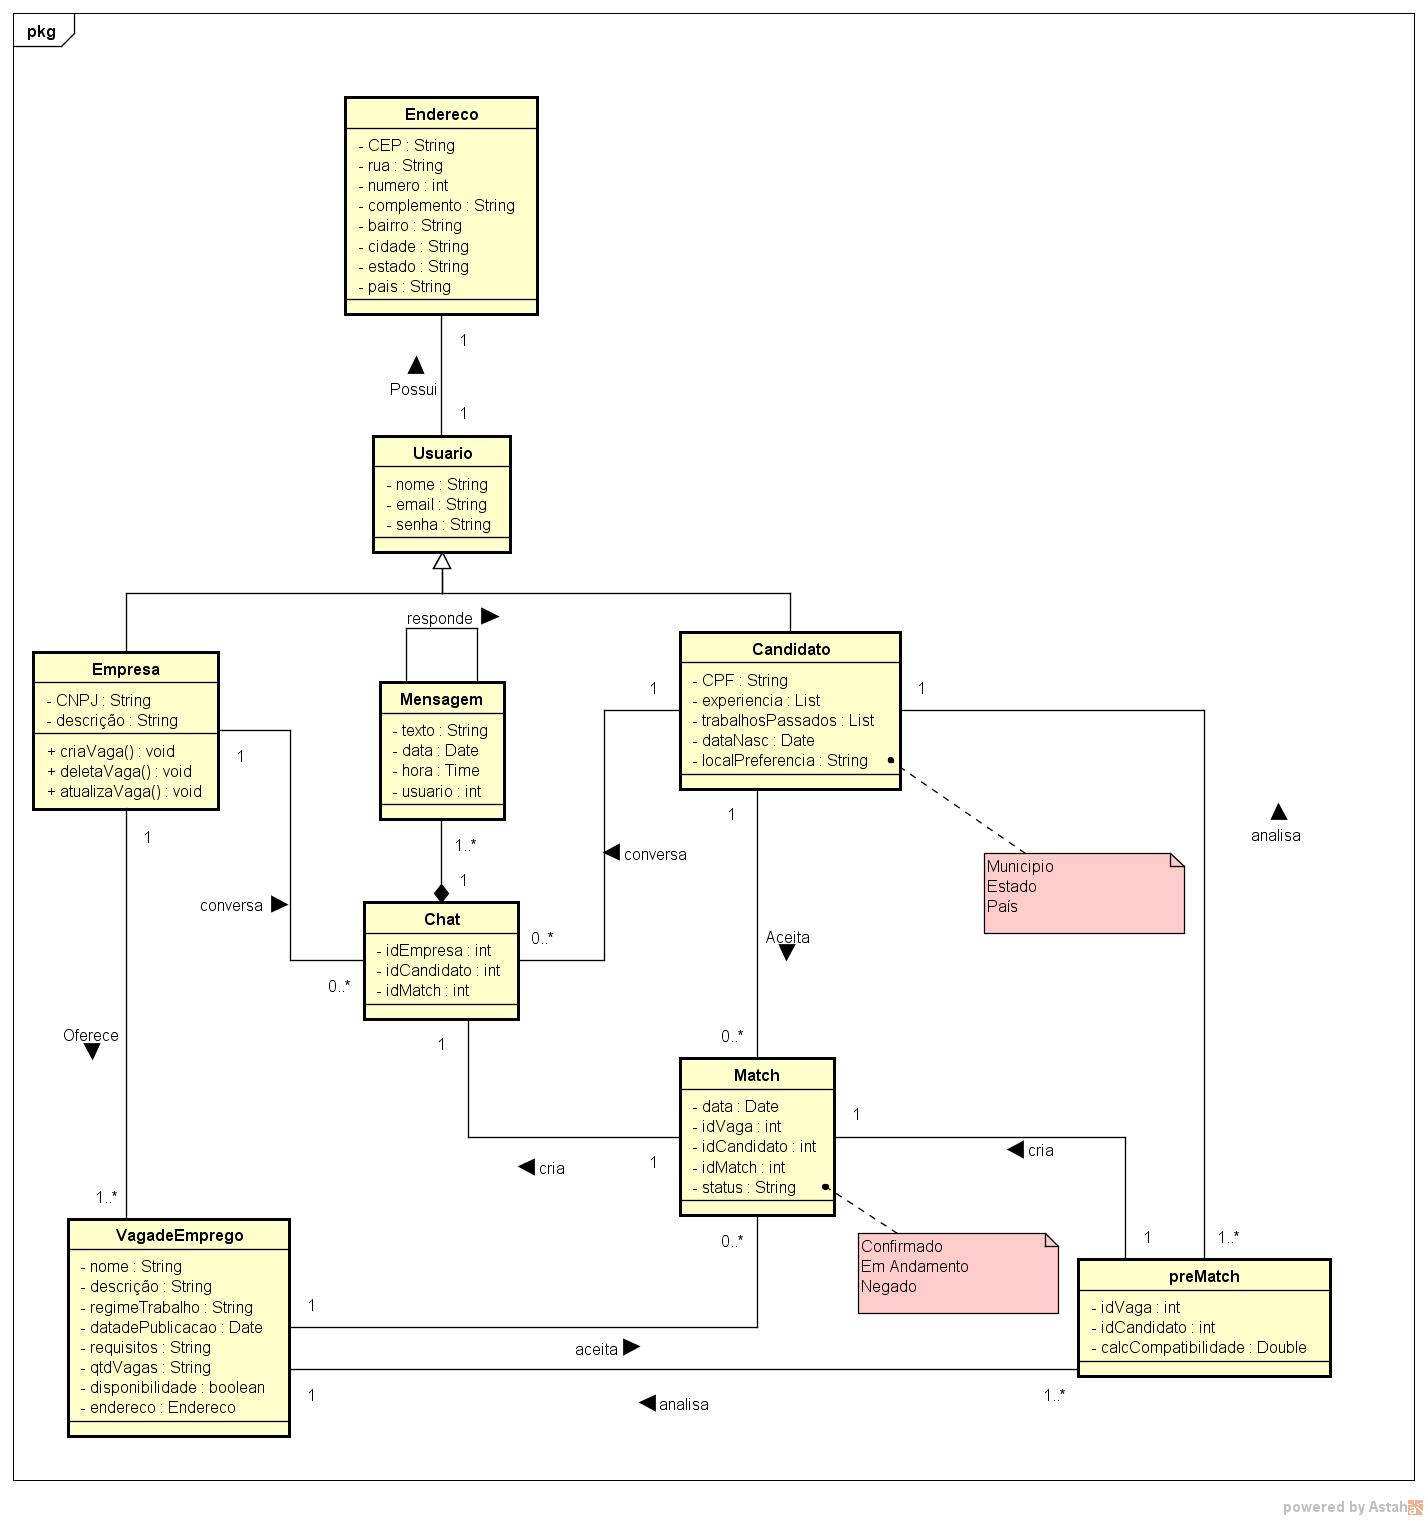 pkg
Endereco
- CEP : String
- rua : String
- numero : int
- complemento : String
- bairro : String
- cidade : String
- estado : String
- pais : String
1
Possui
1
Usuario
- nome : String
- email : String
- senha : String
responde
Empresa
- CNPJ : String
- descrição : String
+ criaVaga() : void
+ deletaVaga() : void
+ atualizaVaga() : void
1
1
Mensagem
- texto : String
- data : Date
- hora : Time
- usuario : int
1..*
1
Candidato
- CPF : String
- experiencia : List
- trabalhosPassados : List
- dataNasc : Date
- localPreferencia : String
1
1
1
analisa
Municipio
Estado
País
conversa
conversa
Chat
- idEmpresa : int
- idCandidato : int
- idMatch : int
0..*
0..*
1
Aceita
0..*
Oferece
1..*
Match
- data : Date
- idVaga : int
- idCandidato : int
- idMatch : int
- status : String
1
1
cria
cria
0..*
Confirmado
Em Andamento
Negado
1
1..*
VagadeEmprego
- nome : String
- descrição : String
- regimeTrabalho : String
- datadePublicacao : Date
- requisitos : String
- qtdVagas : String
- disponibilidade : boolean
- endereco : Endereco
1
aceita
1
analisa
1..*
preMatch
- idVaga : int
- idCandidato : int
- calcCompatibilidade : Double
powered by Astah